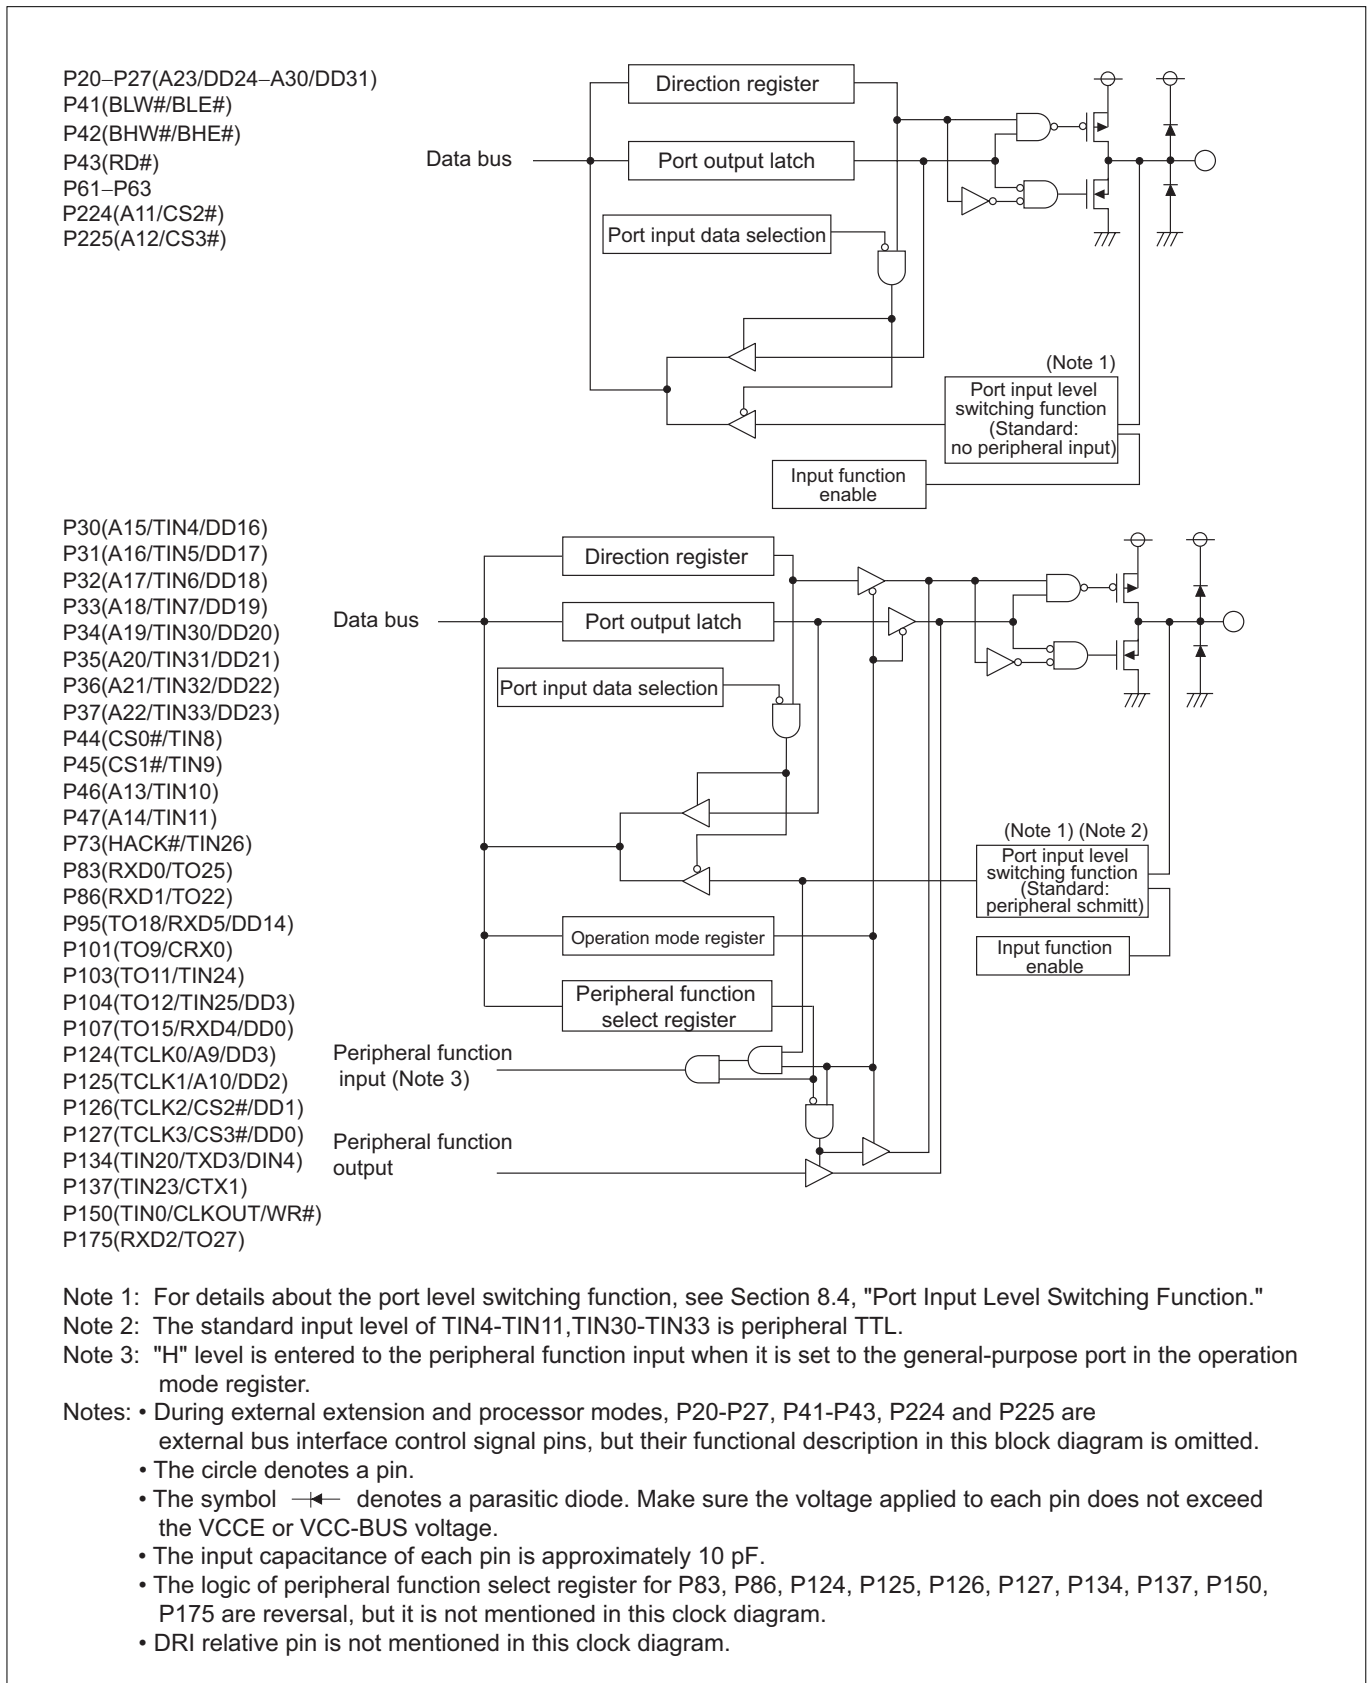 P20–P27(A23/DD24–A30/DD31)
P41(BLW#/BLE#)
P42(BHW#/BHE#)
P43(RD#)
P61–P63
P224(A11/CS2#)
P225(A12/CS3#)
Data bus
Direction register
Port output latch
Port input data selection
(Note 1)
Port input level
switching function
(Standard:
no peripheral input)
Input function
enable
P30(A15/TIN4/DD16)
P31(A16/TIN5/DD17)
P32(A17/TIN6/DD18)
P33(A18/TIN7/DD19)
P34(A19/TIN30/DD20)
P35(A20/TIN31/DD21)
P36(A21/TIN32/DD22)
P37(A22/TIN33/DD23)
P44(CS0#/TIN8)
P45(CS1#/TIN9)
P46(A13/TIN10)
P47(A14/TIN11)
P73(HACK#/TIN26)
P83(RXD0/TO25)
P86(RXD1/TO22)
P95(TO18/RXD5/DD14)
P101(TO9/CRX0)
P103(TO11/TIN24)
P104(TO12/TIN25/DD3)
P107(TO15/RXD4/DD0)
P124(TCLK0/A9/DD3)
P125(TCLK1/A10/DD2)
P126(TCLK2/CS2#/DD1)
P127(TCLK3/CS3#/DD0)
P134(TIN20/TXD3/DIN4)
P137(TIN23/CTX1)
P150(TIN0/CLKOUT/WR#)
P175(RXD2/TO27)
Data bus
Direction register
Port output latch
Port input data selection
(Note 1) (Note 2)
Port input level
switching function
(Standard:
peripheral schmitt)
Input function
enable
Operation mode register
Peripheral function
select register
Peripheral function
input (Note 3)
Peripheral function
output
Note 1: For details about the port level switching function, see Section 8.4, "Port Input Level Switching Function."
Note 2: The standard input level of TIN4-TIN11,TIN30-TIN33 is peripheral TTL.
Note 3: "H" level is entered to the peripheral function input when it is set to the general-purpose port in the operation
mode register.
Notes: • During external extension and processor modes, P20-P27, P41-P43, P224 and P225 are
external bus interface control signal pins, but their functional description in this block diagram is omitted.
• The circle denotes a pin.
• The symbol denotes a parasitic diode. Make sure the voltage applied to each pin does not exceed
the VCCE or VCC-BUS voltage.
• The input capacitance of each pin is approximately 10 pF.
• The logic of peripheral function select register for P83, P86, P124, P125, P126, P127, P134, P137, P150,
P175 are reversal, but it is not mentioned in this clock diagram.
• DRI relative pin is not mentioned in this clock diagram.